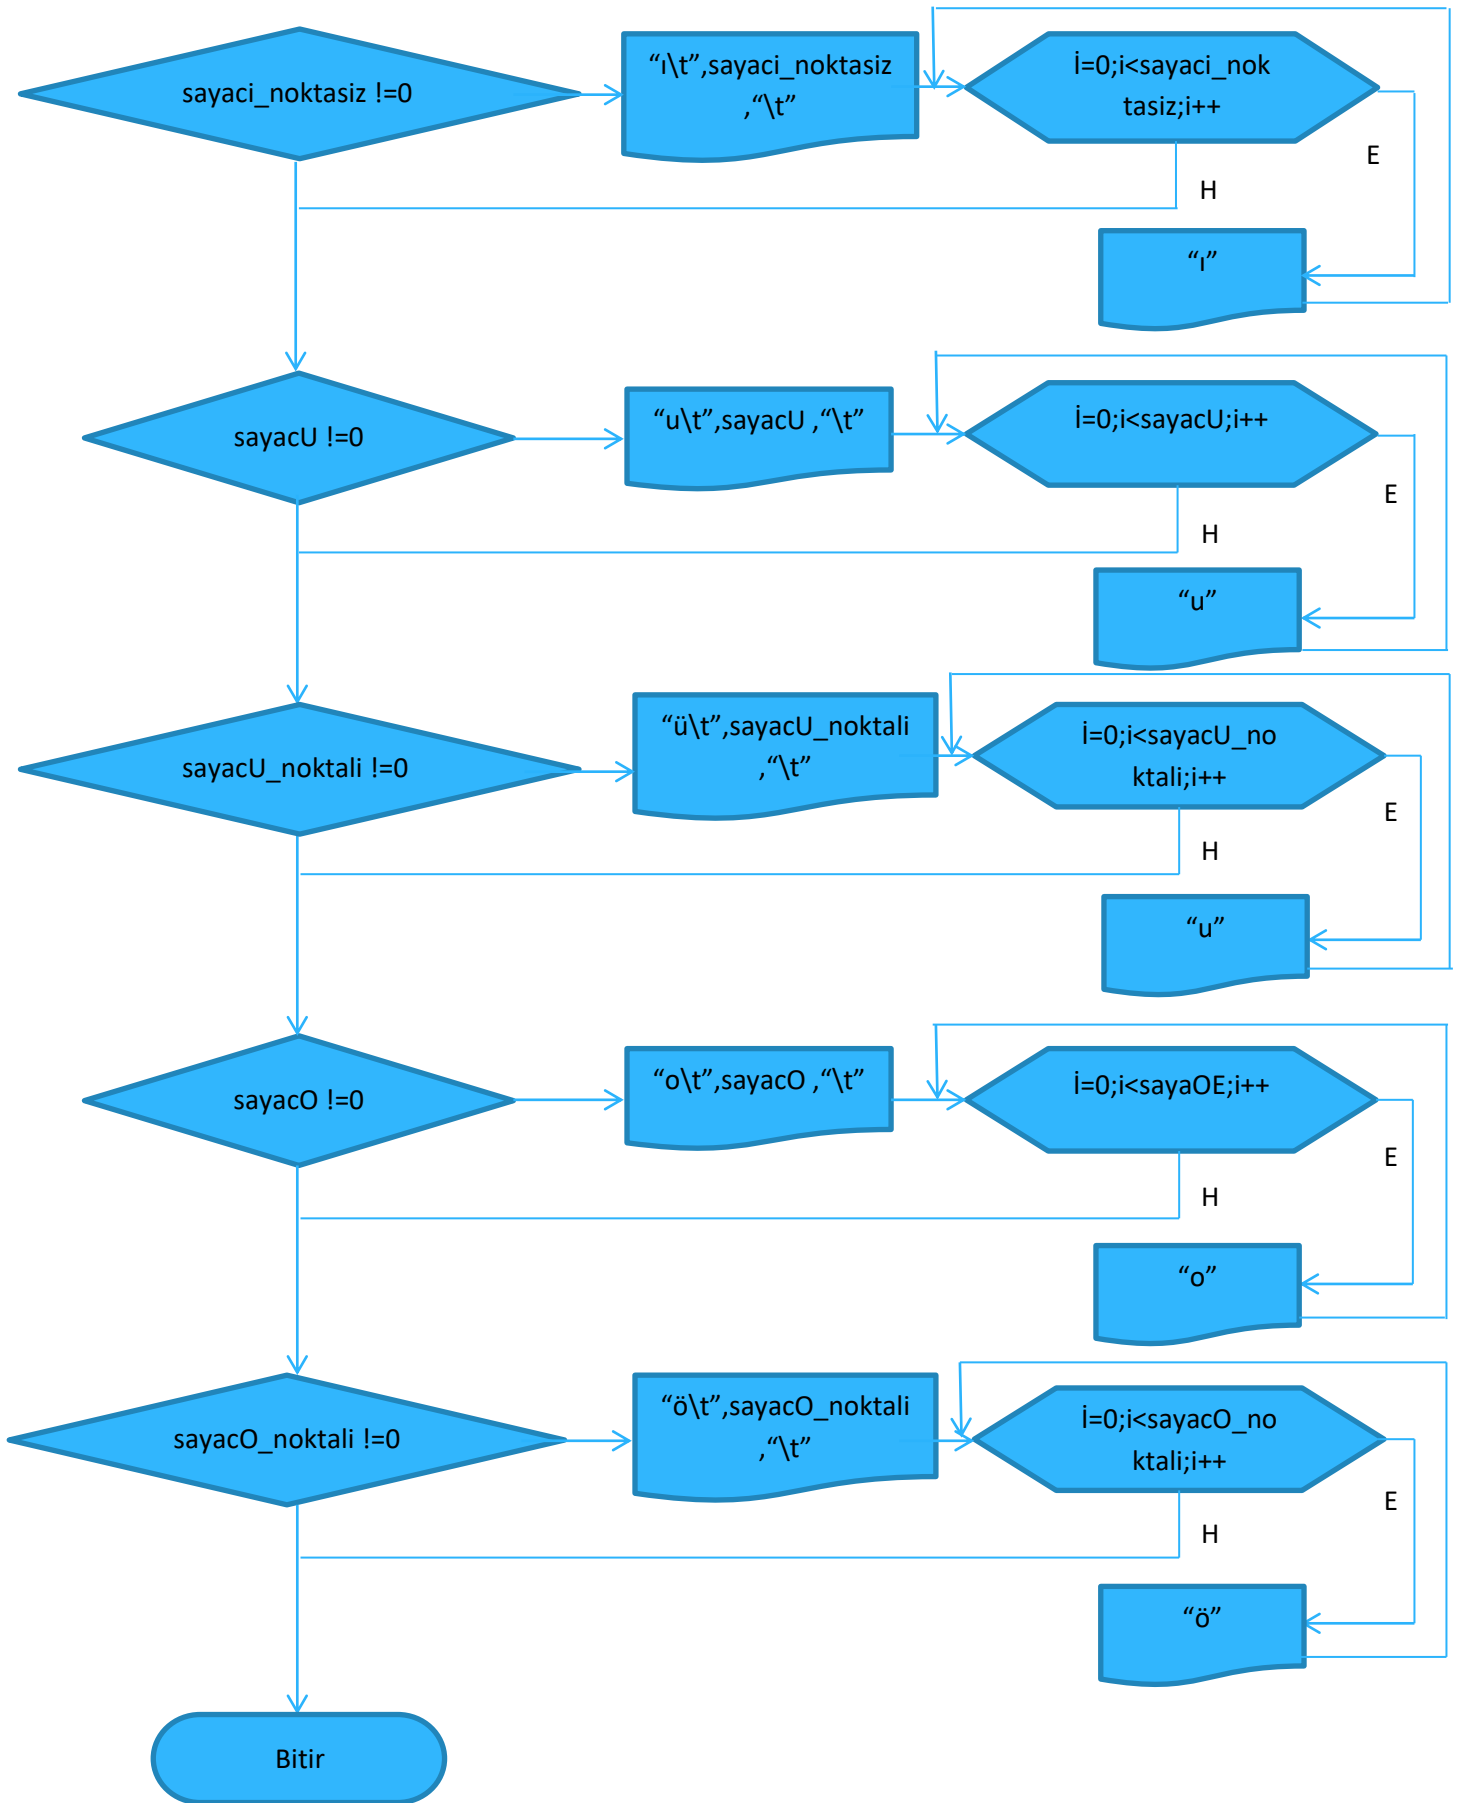 sayaci_noktasiz !=0
“ı\t”,sayaci_noktasiz
,“\t”
İ=0;i<sayaci_nok
tasiz;i++
E
H
“ı”
sayacU !=0
“u\t”,sayacU ,“\t”
İ=0;i<sayacU;i++
E
H
“u”
sayacU_noktali !=0
“ü\t”,sayacU_noktali
,“\t”
İ=0;i<sayacU_no
ktali;i++
E
H
“u”
sayacO !=0
“o\t”,sayacO ,“\t”
İ=0;i<sayaOE;i++
E
H
“o”
sayacO_noktali !=0
“ö\t”,sayacO_noktali
,“\t”
İ=0;i<sayacO_no
ktali;i++
E
H
“ö”
Bitir